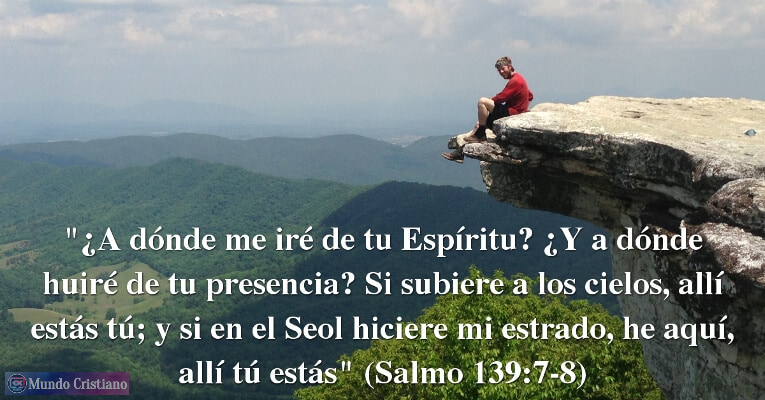 "¿A dónde me iré de tu Espíritu? ¿Y a dónde
huiré de tu presencia? Si subiere a los cielos, allí
estás tú; y si en el Seol hiciere mi estrado, he aquí,
allí tú estás" (Salmo 139:7-8)
Mundo Cristiano